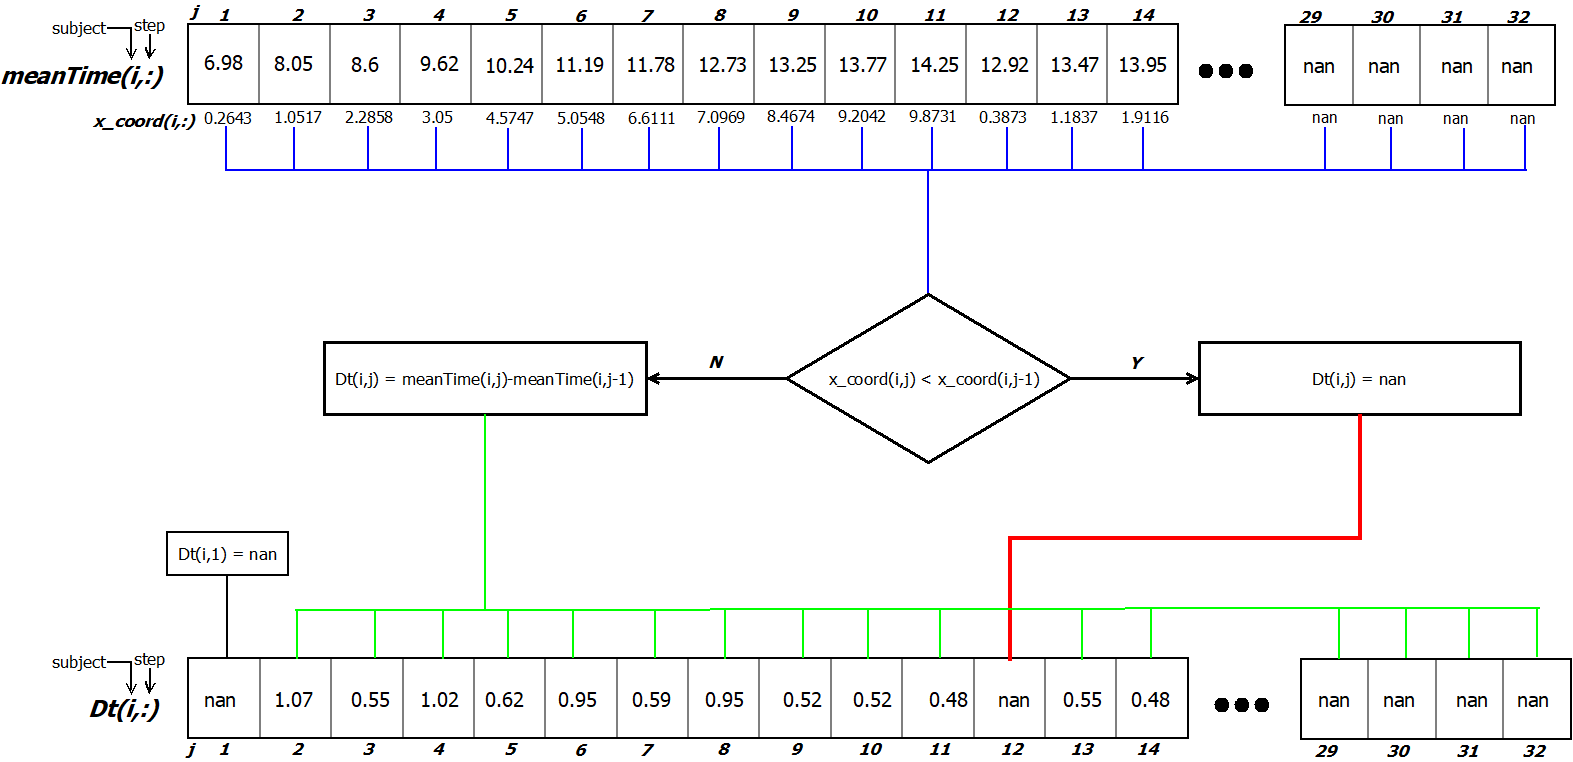 j 1 2 3 4 5 6 7 8 9 10 11 12 13 14 29 30 31 32
subject step
meanTime(i,:) 6.98 8.05 8.6 9.62 10.24 11.19 11.78 12.73 13.25 13.77 14.25 12.92 13.47 13.95 nan nan nan nan
x_coord(i,:) 0.2643 1.0517 2.2858 3.05 4.5747 5.0548 6.6111 7.0969 8.4674 9.2042 9.8731 0.3873 1.1837 1.9116 nan nan nan nan
N Y
Dt(i,j) = meanTime(i,j)-meanTime(i,j-1) x_coord(i,j) < x_coord(i,j-1) Dt(i,j) = nan
Dt(i,1) = nan
subject step
Dt(i,:) nan 1.07 0.55 1.02 0.62 0.95 0.59 0.95 0.52 0.52 0.48 nan 0.55 0.48 nan nan nan nan
j 1 2 3 4 5 6 7 8 9 10 11 12 13 14 29 30 31 32